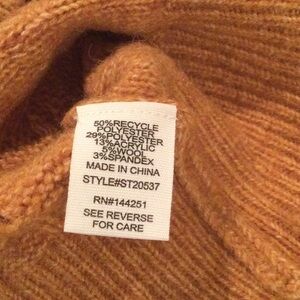 50%RECYCLE
POLYESTER
29%POLYESTER
13%ACRYLIC
5%WOOL
3%SPANDEX
MADE IN CHINA
STYLE#ST20537
RN#144251
SEE REVERSE
FOR CARE